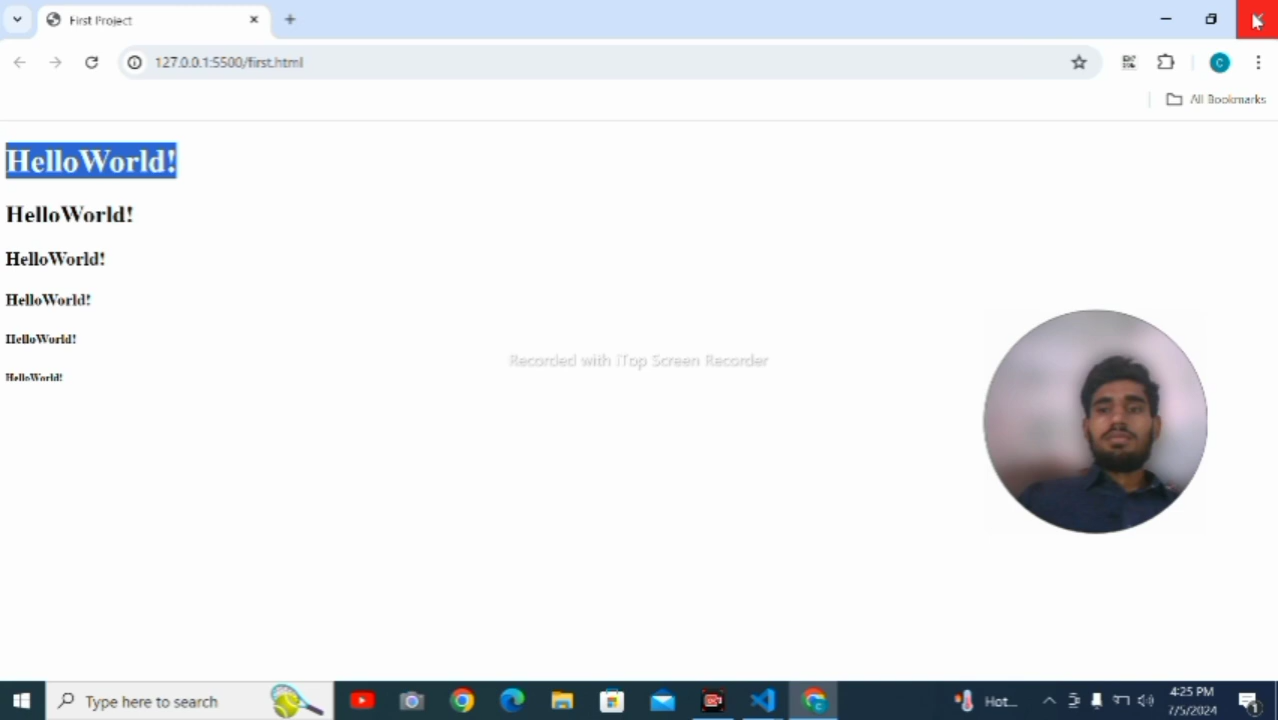 First Project
127.0.0.1:5500/first.html
All Bookmarks
HelloWorld!
HelloWorld!
HelloWorld!
HelloWorld!
HelloWorld!
HelloWorld!
Recorded with iTop Screen Recorder
Type here to search
Hot...
4:25 PM
7/5/2024